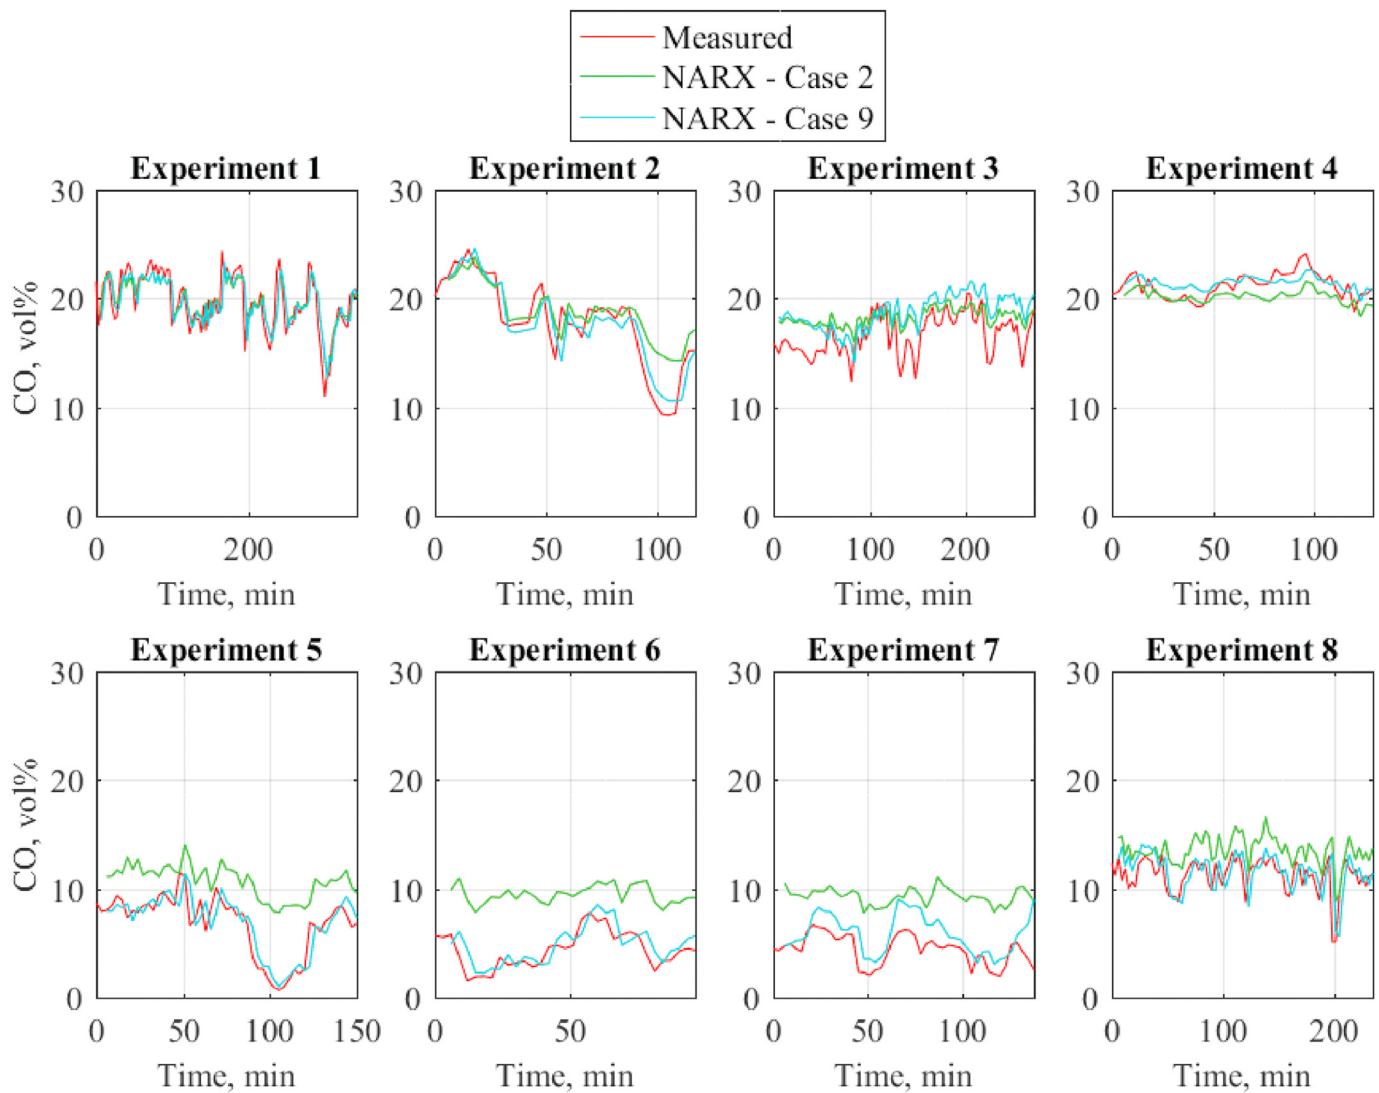 Measured
NARX - Case 2
NARX - Case 9
Experiment 1 Experiment 2 Experiment 3 Experiment 4
30 30 30 30
20 20 20 20
10 10 10 10
0 0 0 0
CO, vol%
0 200 0 50 100 0 100 200 0 50 100
Time, min Time, min Time, min Time, min
Experiment 5 Experiment 6 Experiment 7 Experiment 8
30 30 30 30
20 20 20 20
10 10 10 10
0 0 0 0
CO, vol%
0 50 100 150 0 50 0 50 100 0 100 200
Time, min Time, min Time, min Time, min